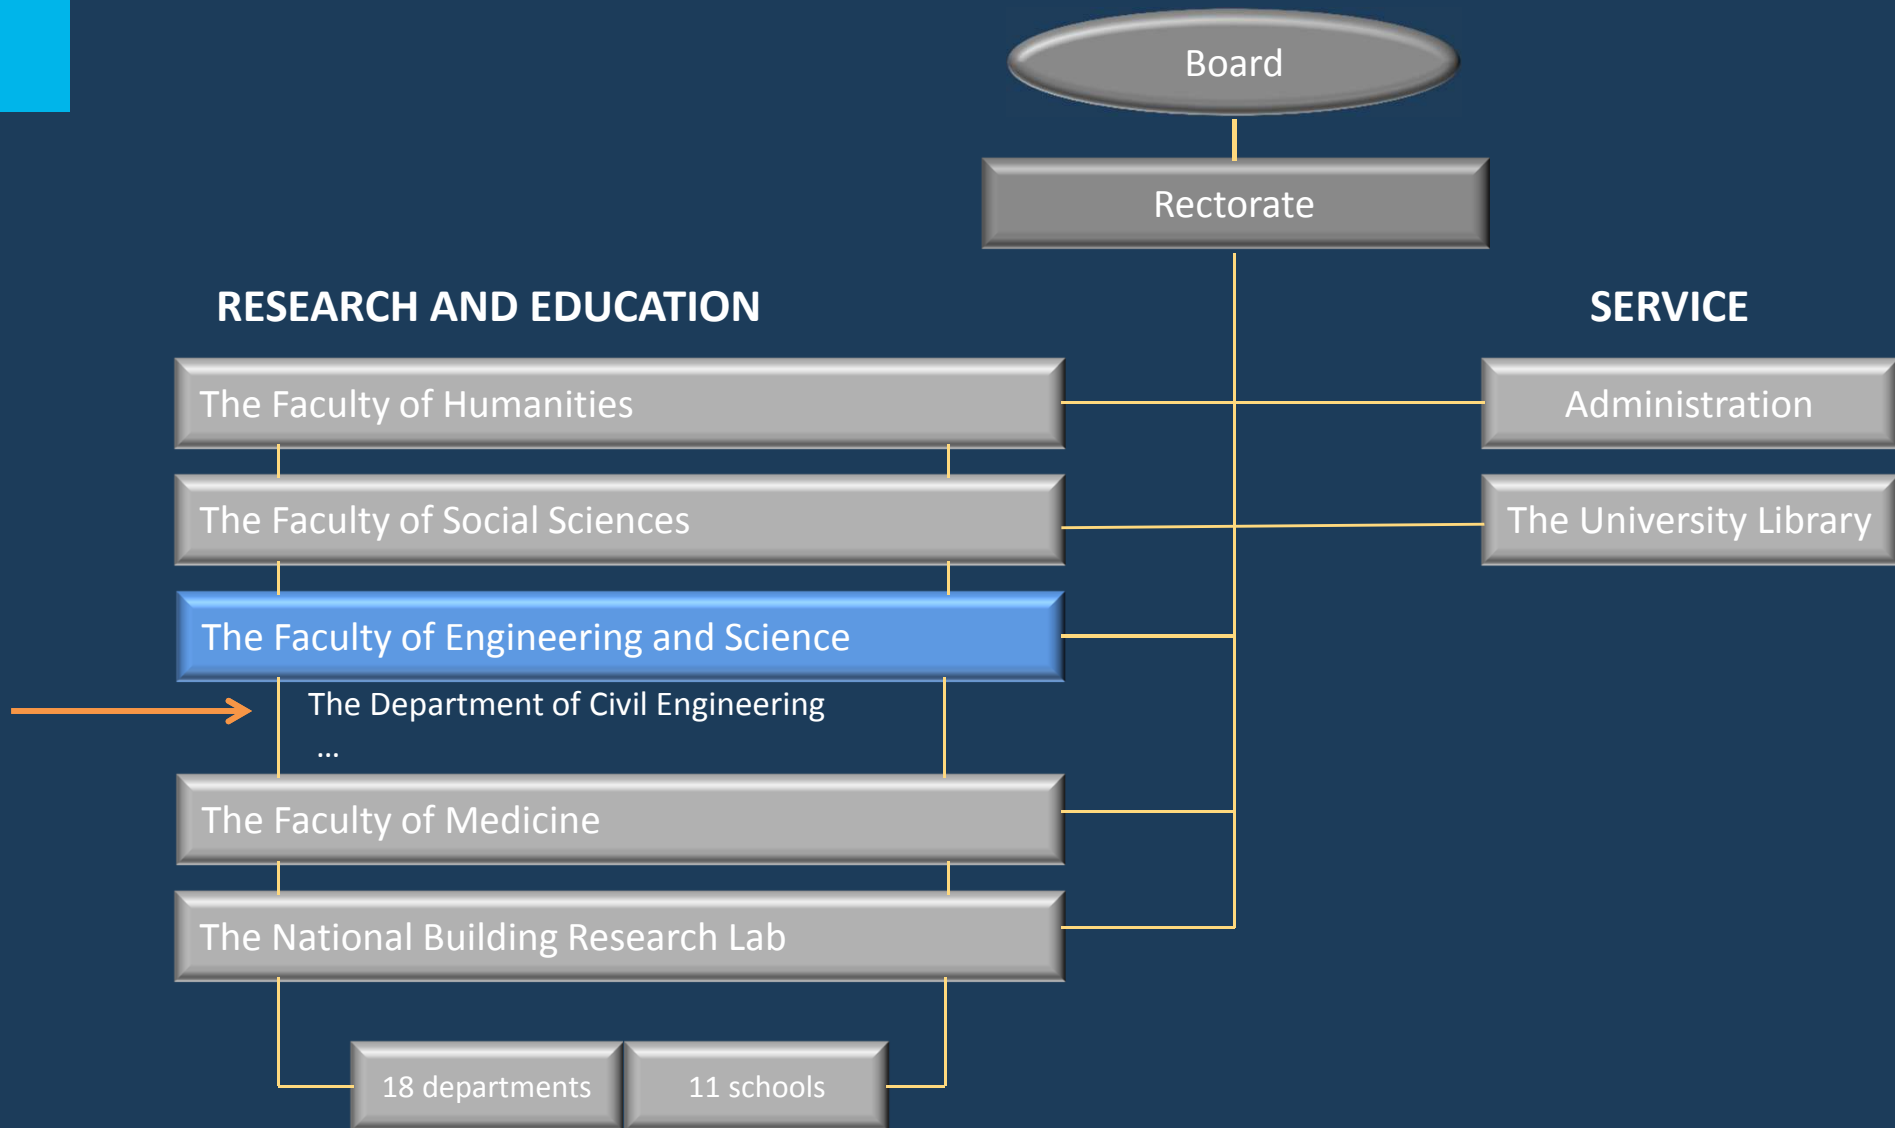 Board
Rectorate
RESEARCH AND EDUCATION
SERVICE
The Faculty of Humanities
Administration
The Faculty of Social Sciences
The University Library
The Faculty of Engineering and Science
The Department of Civil Engineering
...
The Faculty of Medicine
The National Building Research Lab
18 departments
11 schools